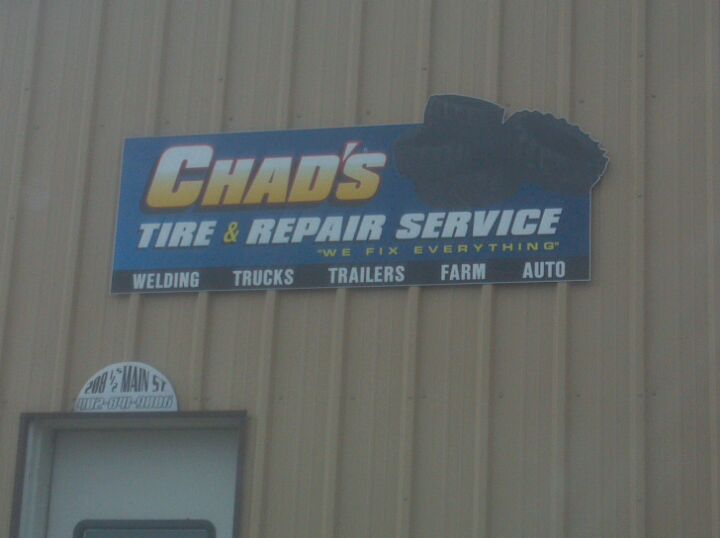 CHAD'S
TIRE & REPAIR SERVICE
"WE FIX EVERYTHING"
WELDING TRUCKS TRAILERS FARM AUTO
208 1/2 S MAIN ST